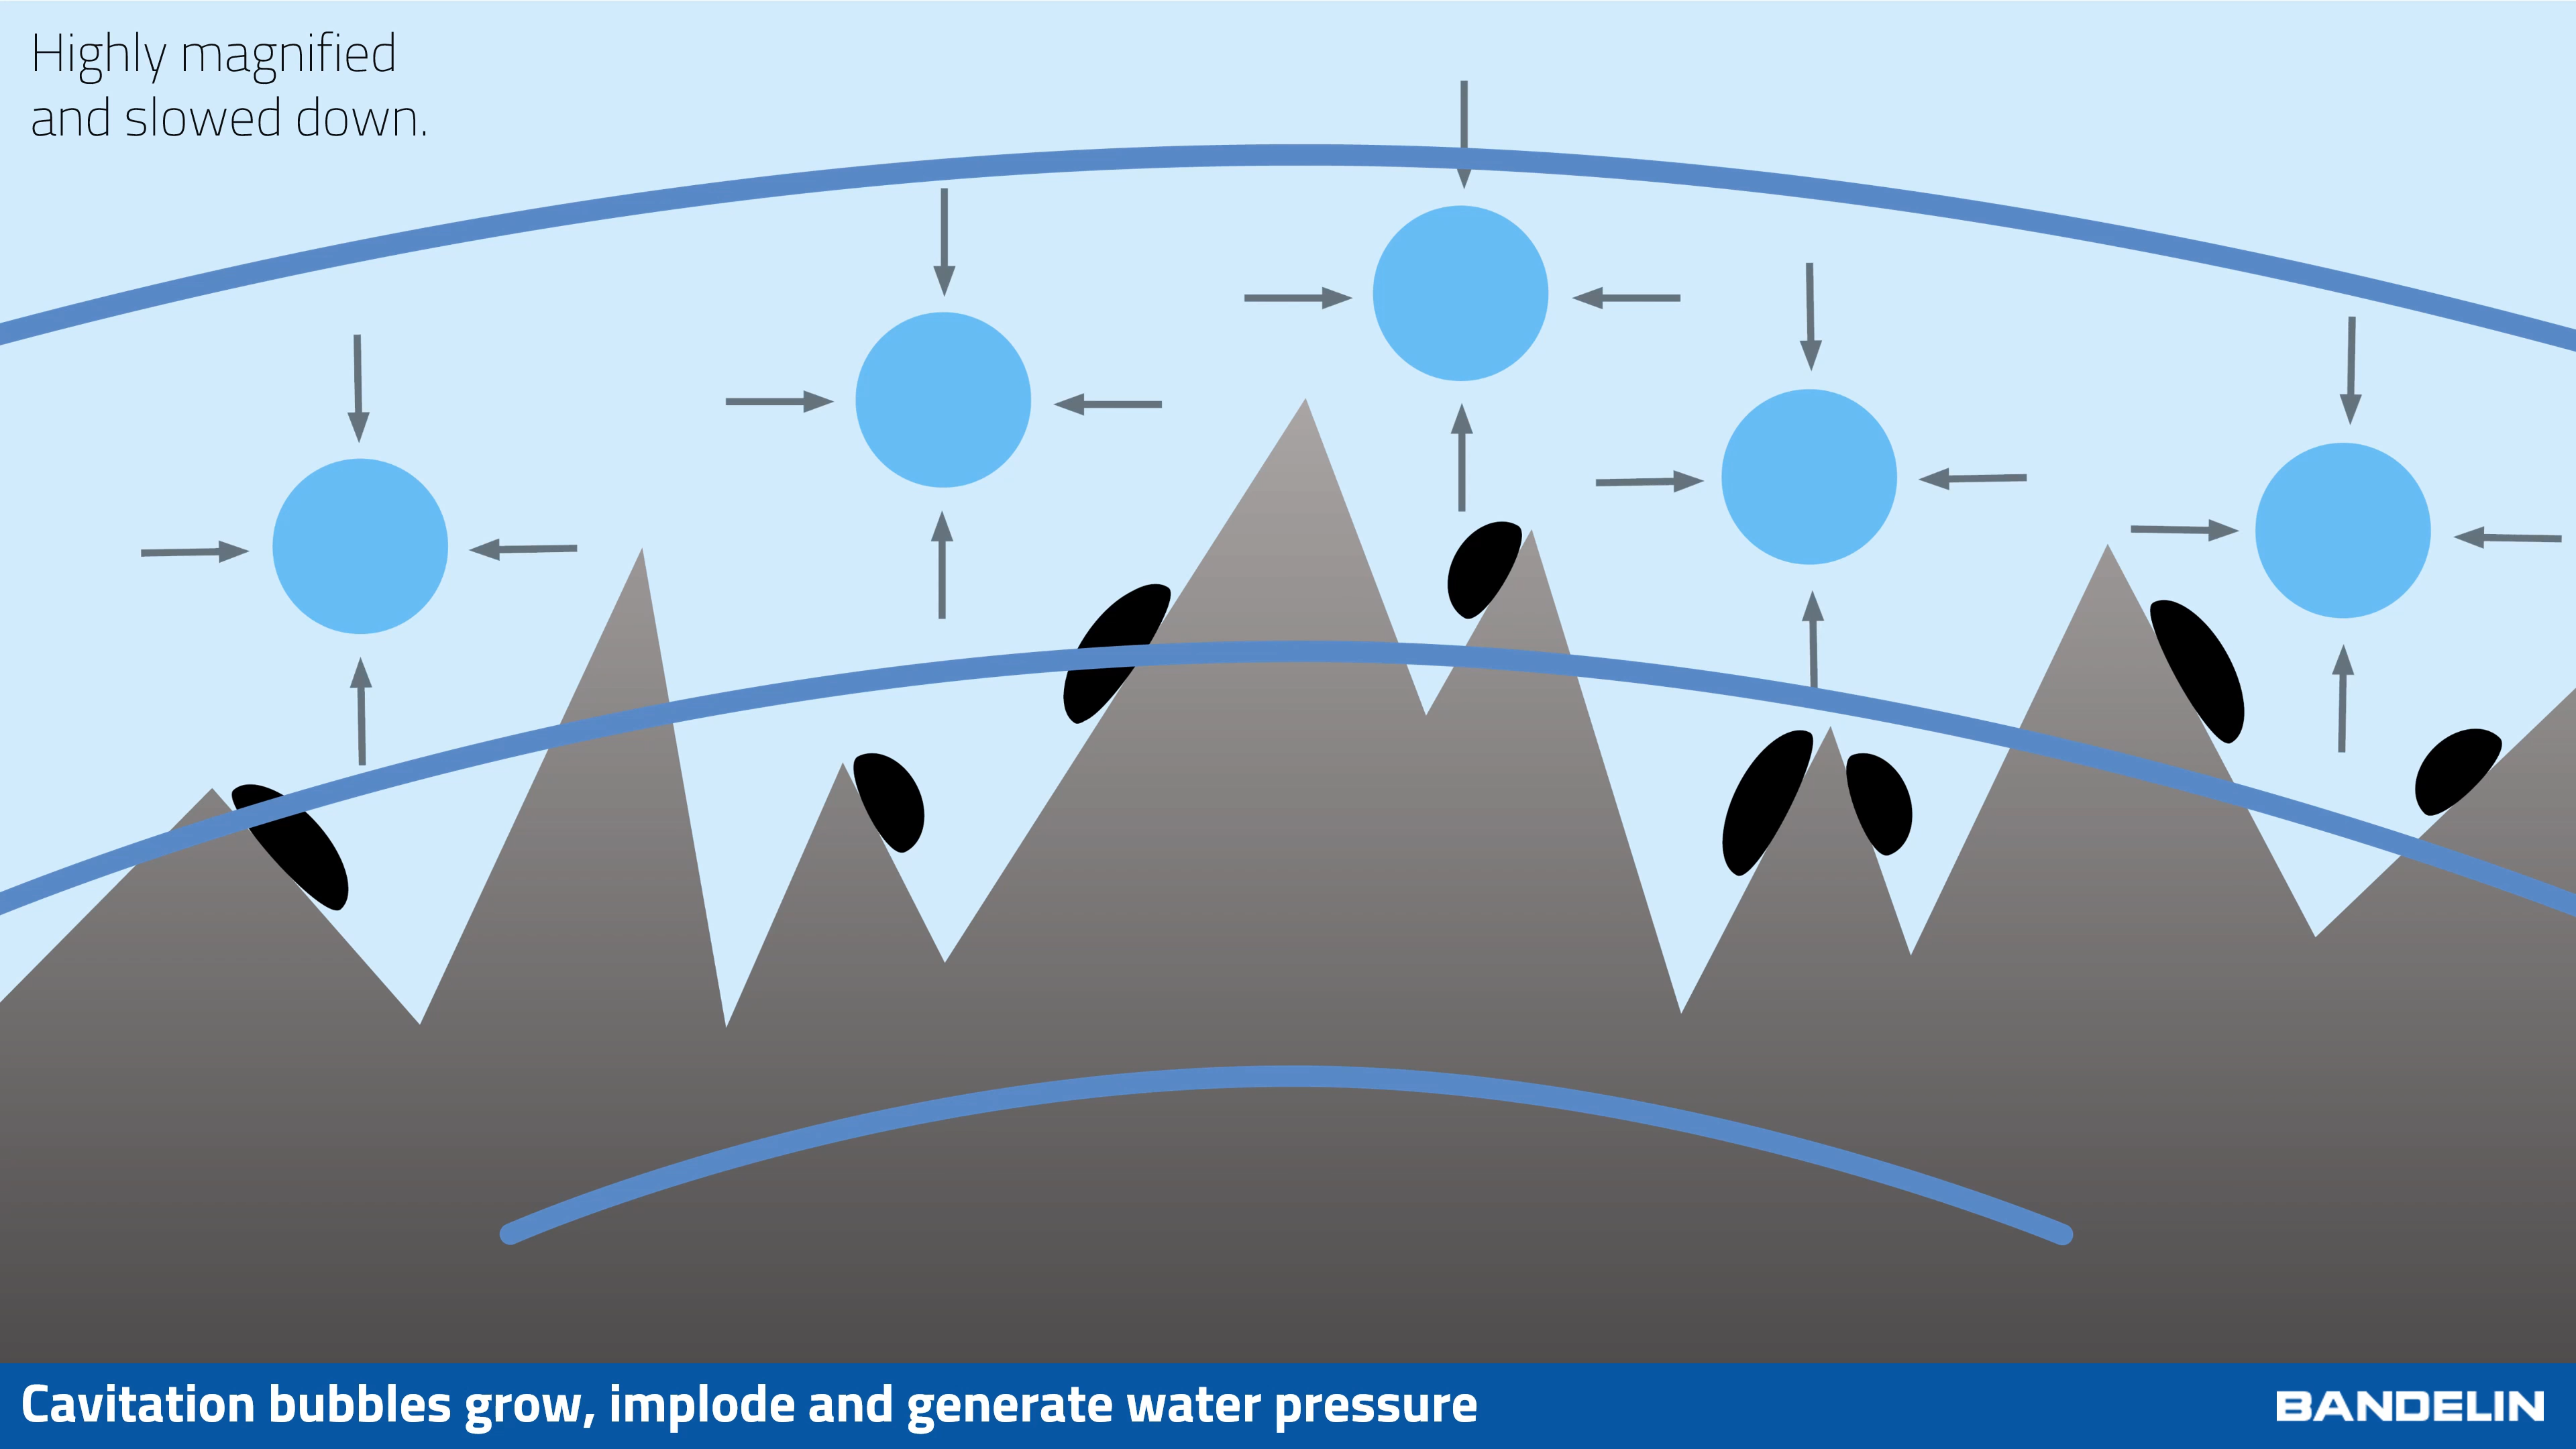 Highly magnified
and slowed down.
Cavitation bubbles grow, implode and generate water pressure
BANDELIN